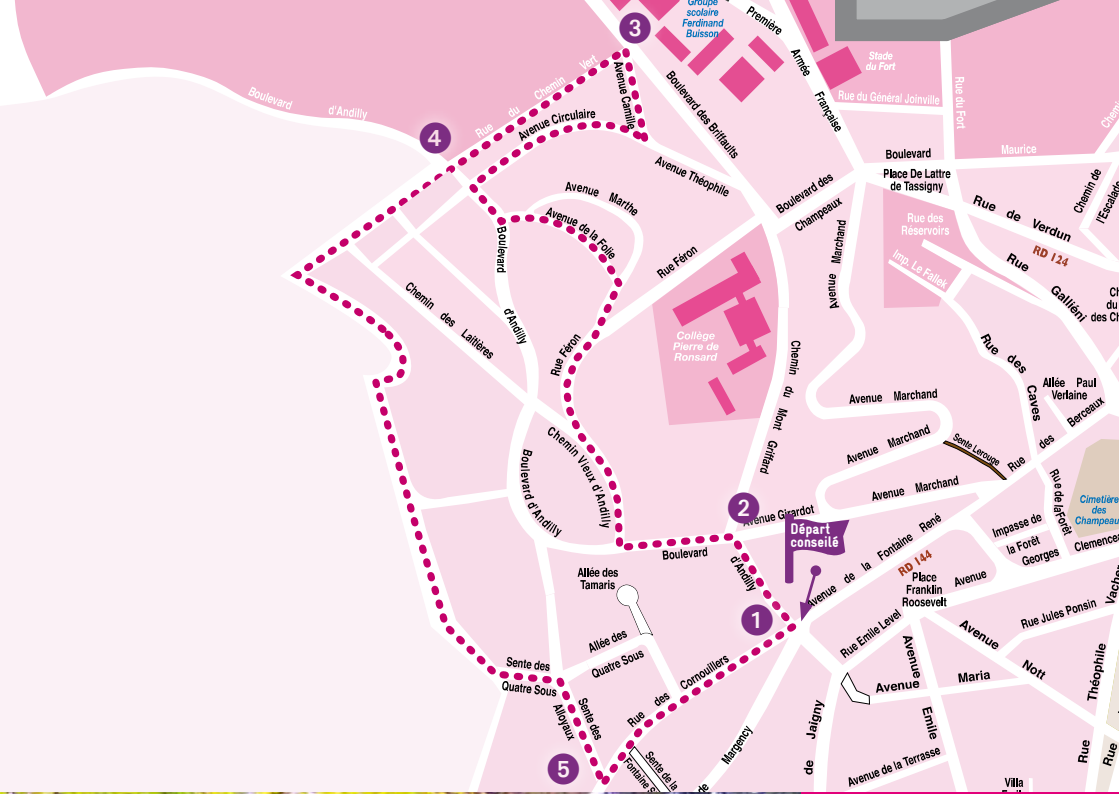 Groupe
scolaire
Ferdinand
Buisson
Première
Armée
Française
Stade
du Fort
Rue du Général Joinville
Rue du Fort
3
Boulevard d'Andilly
Rue du Chemin Vert
Avenue Camille
Boulevard des Briffaults
Avenue Circulaire
4
Boulevard
Maurice
Place De Lattre
de Tassigny
Avenue Théophile
Boulevard des
Champeaux
Avenue Marthe
Avenue de la Folie
Rue des
Réservoirs
Rue de Verdun
RD 124
Chemin de
l'Escalade
Imp. Le Fallek
Rue Galliéni
Boulevard d'Andilly
Rue Féron
Avenue Marchand
Chemin des Laitières
Rue Féron
Collège
Pierre de
Ronsard
Chemin du Mont Griffard
Rue des Caves
Allée Paul
Verlaine
Rue des Berceaux
Avenue Marchand
Avenue Marchand
Sente Lerouge
Avenue Marchand
Chemin Vieux d'Andilly
Boulevard d'Andilly
Rue de la Forêt
Cimetière
des
Champeau
2
Avenue Girardot
Départ
conseilé
Boulevard
d'Andilly
Avenue de la Fontaine René
RD 144
Impasse de
la Forêt
Georges
Clemence
Avenue
Place
Franklin
Roosevelt
Allée des
Tamaris
1
Rue Emile Level
Rue Jules Ponsin
Vacher
Allée des
Quatre Sous
Sente des
Quatre Sous
Avenue Nott
Avenue Maria
Avenue Emile
Théophile
Rue
Rue
Rue des Cornouillers
Sente des
Alloyaux
Margency
de
de Jaigny
Avenue de la Terrasse
5
Sente de la
Fontaine S
Villa